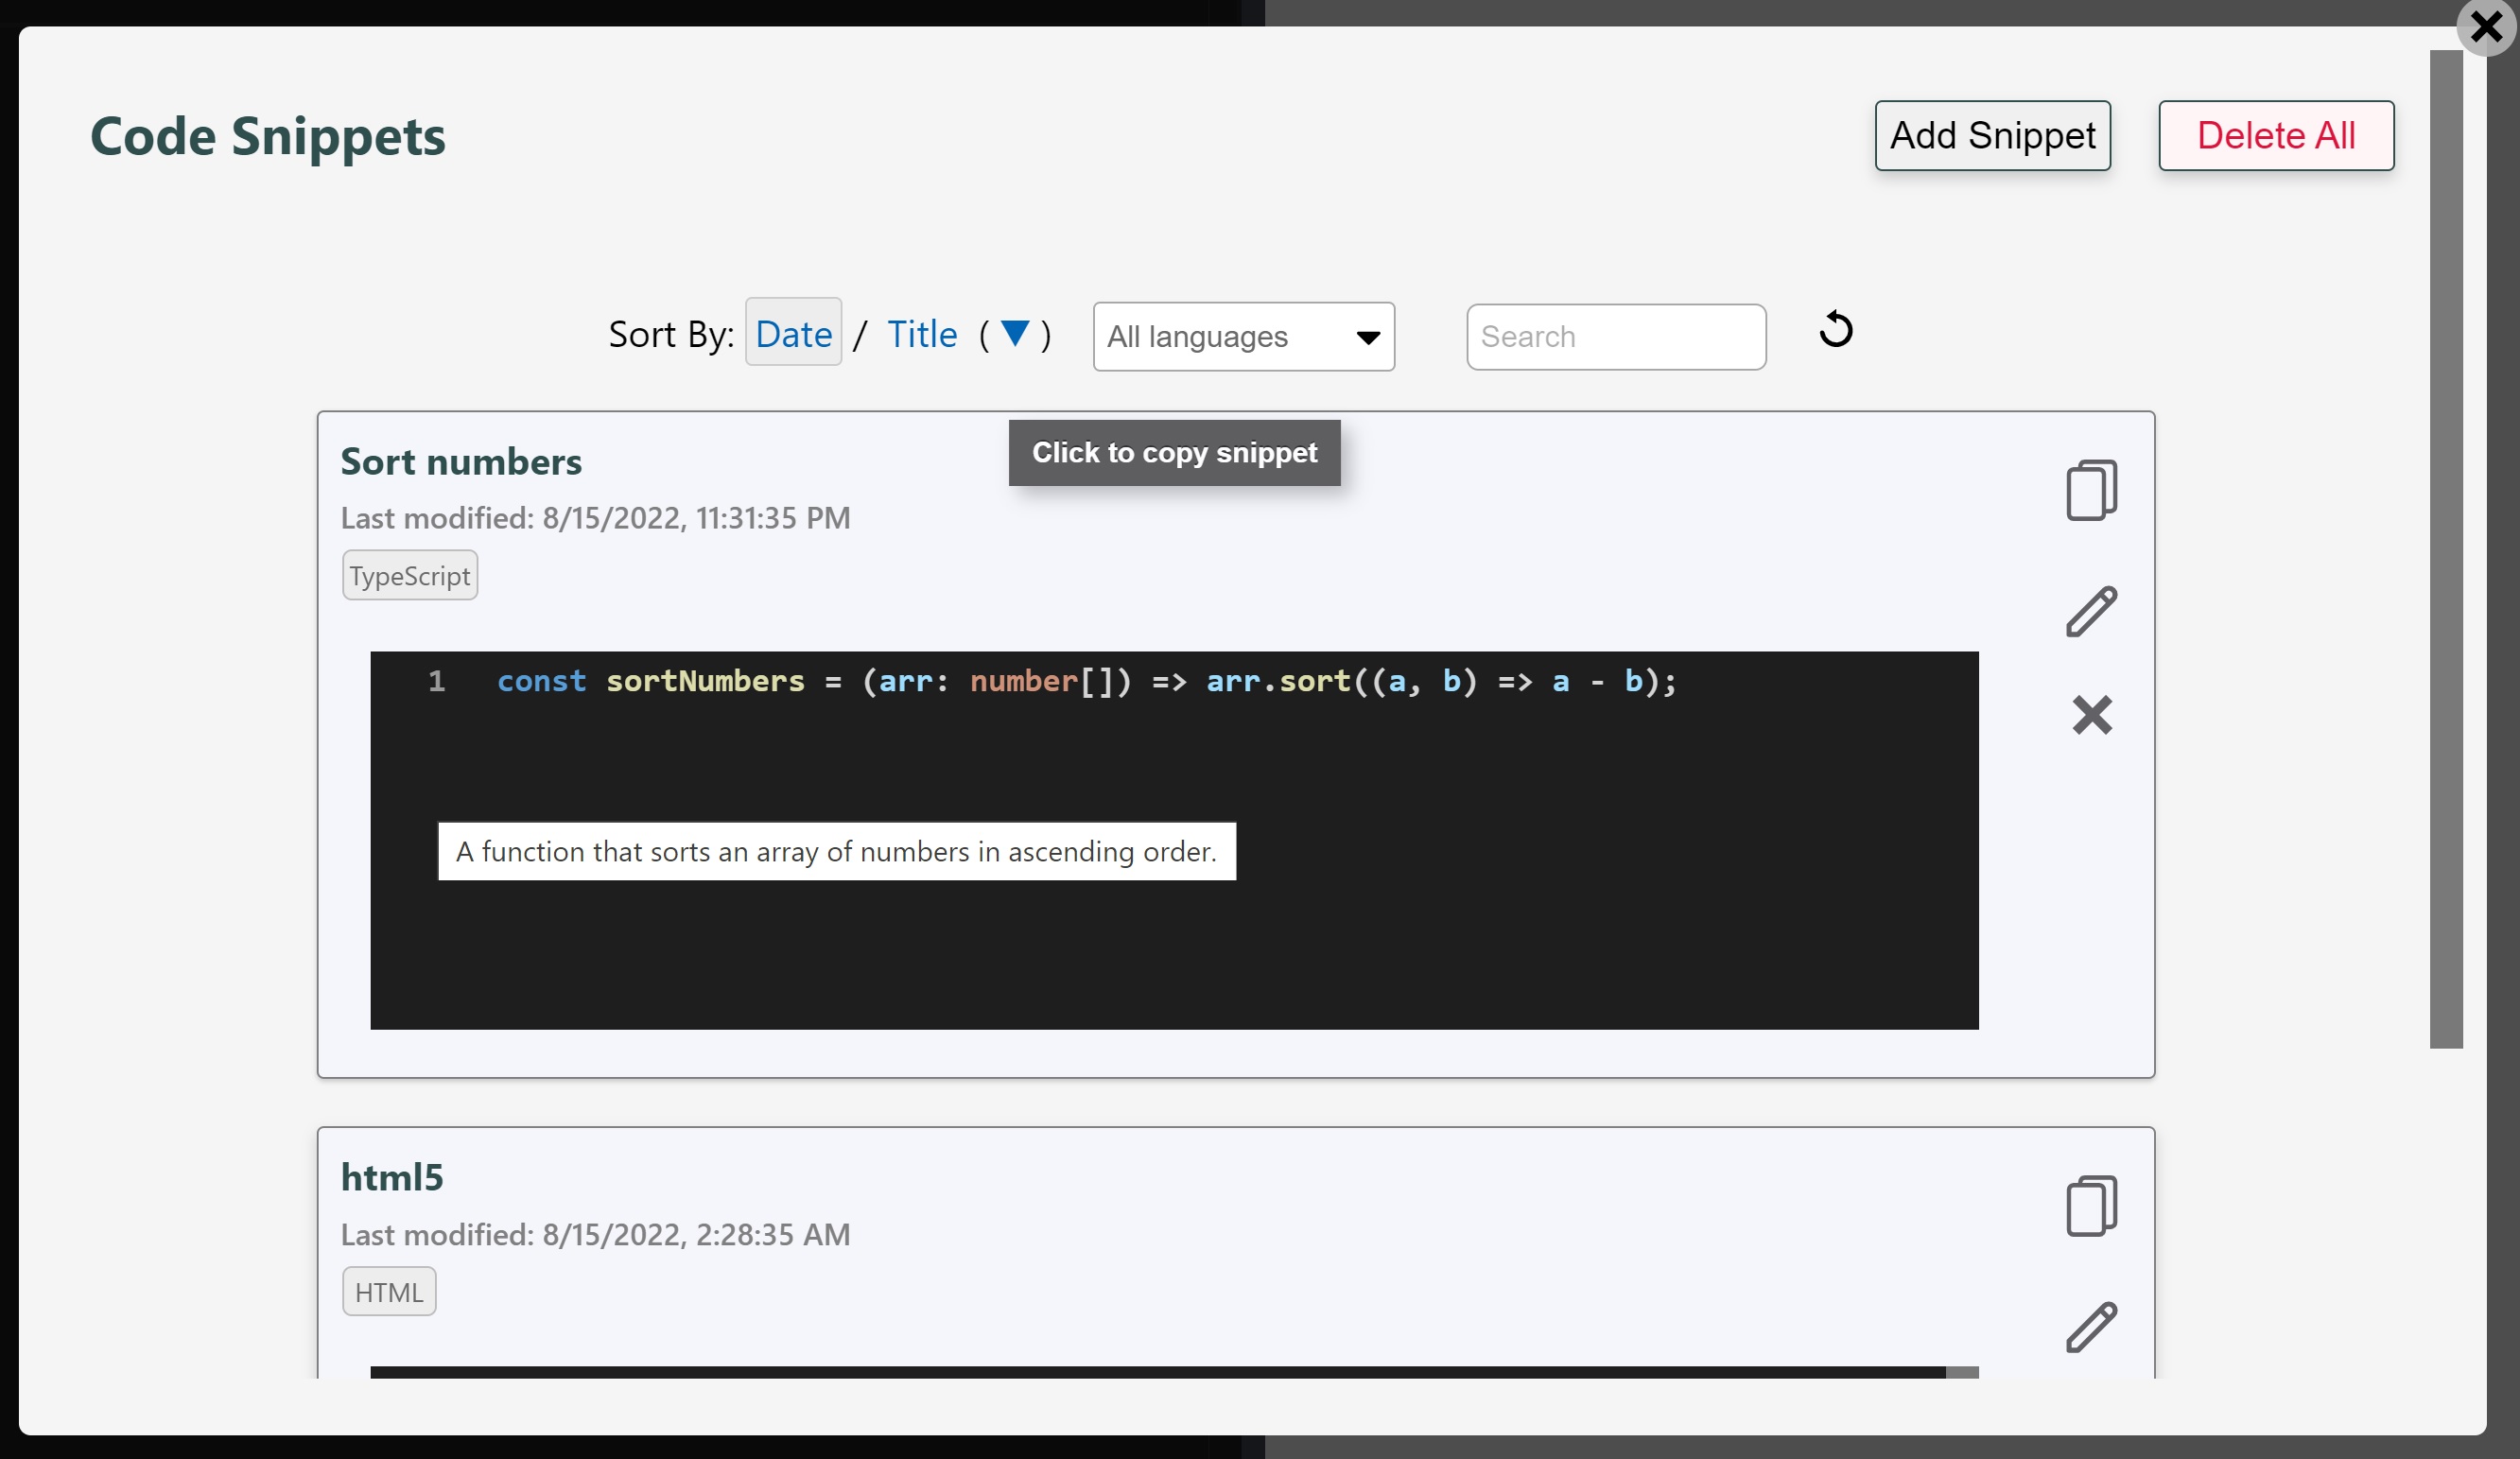 Code Snippets
Add Snippet
Delete All
Sort By: Date / Title (▼)
All languages
Search
Sort numbers
Click to copy snippet
Last modified: 8/15/2022, 11:31:35 PM
TypeScript
1 const sortNumbers = (arr: number[]) => arr.sort((a, b) => a - b);
A function that sorts an array of numbers in ascending order.
html5
Last modified: 8/15/2022, 2:28:35 AM
HTML